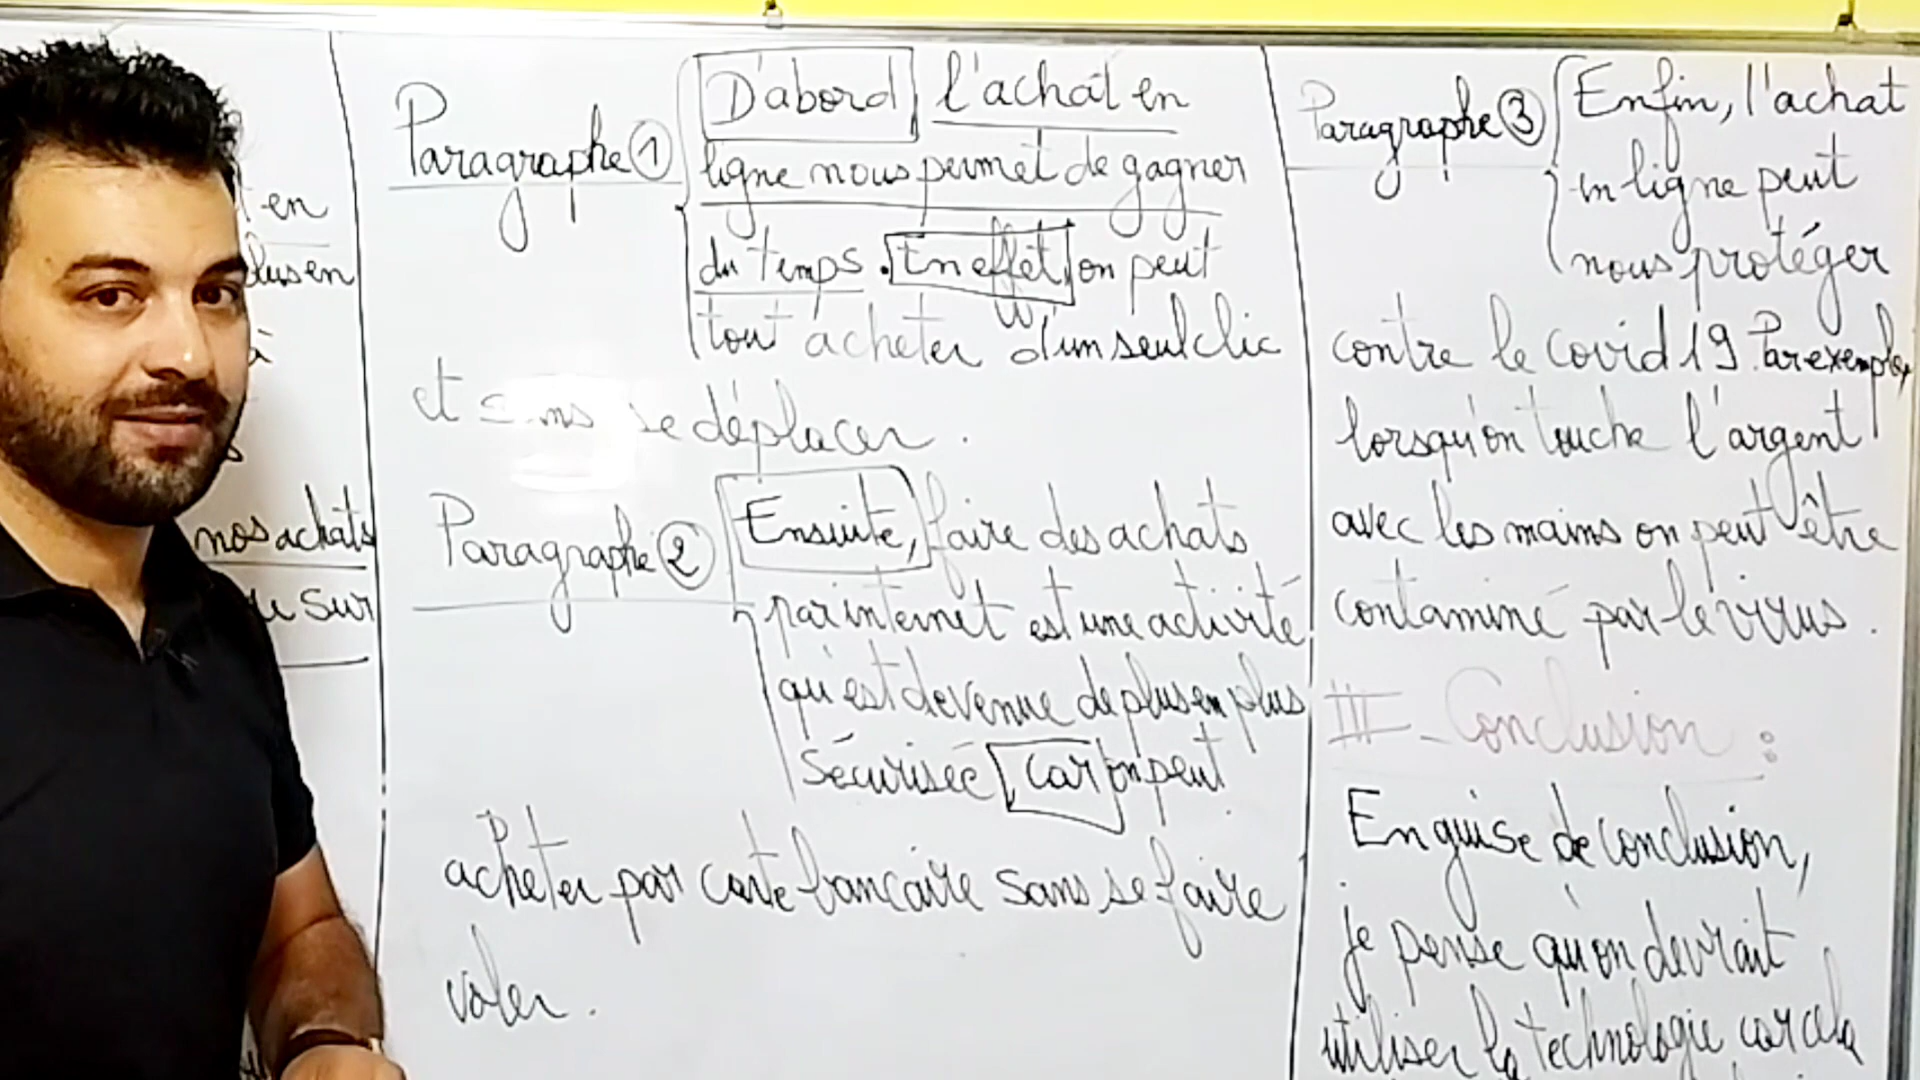 en
plus en
à
nos achats
sur
Paragraphe 1
D'abord, l'achat en
ligne nous permet de gagner
du temps. En effet, on peut
tout acheter d'un seul clic
et sans se déplacer.
Paragraphe 2
Ensuite, faire des achats
par internet est une activité
qui est devenue de plus en plus
sécurisée car on peut
acheter par carte bancaire sans se faire
voler.
Paragraphe 3
Enfin, l'achat
en ligne peut
nous protéger
contre le covid 19. Par exemple,
lorsqu'on touche l'argent
avec les mains on peut être
contaminé par le virus.
III - Conclusion :
En guise de conclusion,
je pense qu'on devrait
utiliser la technologie car cela